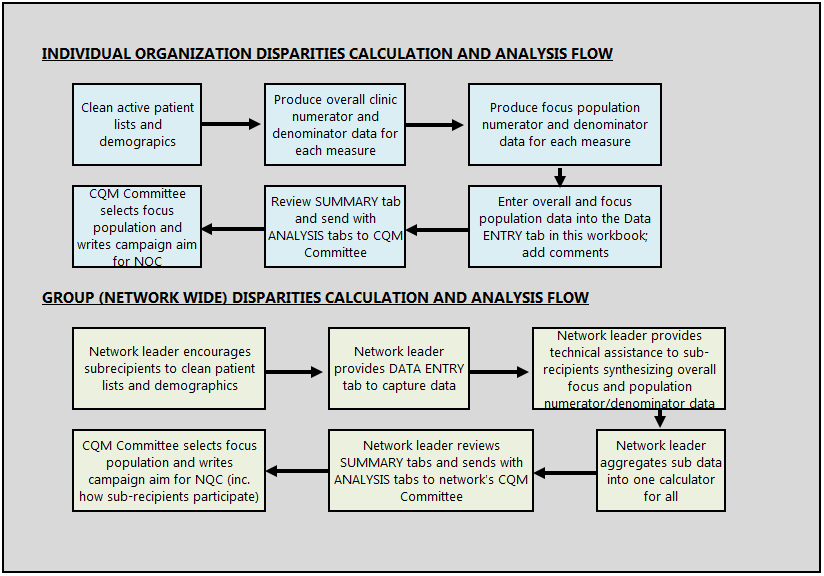 INDIVIDUAL ORGANIZATION DISPARITIES CALCULATION AND ANALYSIS FLOW
Clean active patient
lists and
demograpics
Produce overall clinic
numerator and
denominator data for
each measure
Produce focus population
numerator and denominator
data for each measure
Enter overall and focus
population data into the Data
ENTRY tab in this workbook;
add comments
Review SUMMARY tab
and send with
ANALYSIS tabs to CQM
Committee
CQM Committee
selects focus
population and
writes campaign aim
for NQC
GROUP (NETWORK WIDE) DISPARITIES CALCULATION AND ANALYSIS FLOW
Network leader encourages
subrecipients to clean patient
lists and demographics
Network leader
provides DATA ENTRY
tab to capture data
Network leader provides
technical assistance to sub-
recipients synthesizing overall
focus and population
numerator/denominator data
Network leader
aggregates sub data
into one calculator
for all
Network leader reviews
SUMMARY tabs and sends with
ANALYSIS tabs to network's CQM
Committee
CQM Committee selects focus
population and writes
campaign aim for NQC (inc.
how sub-recipients participate)